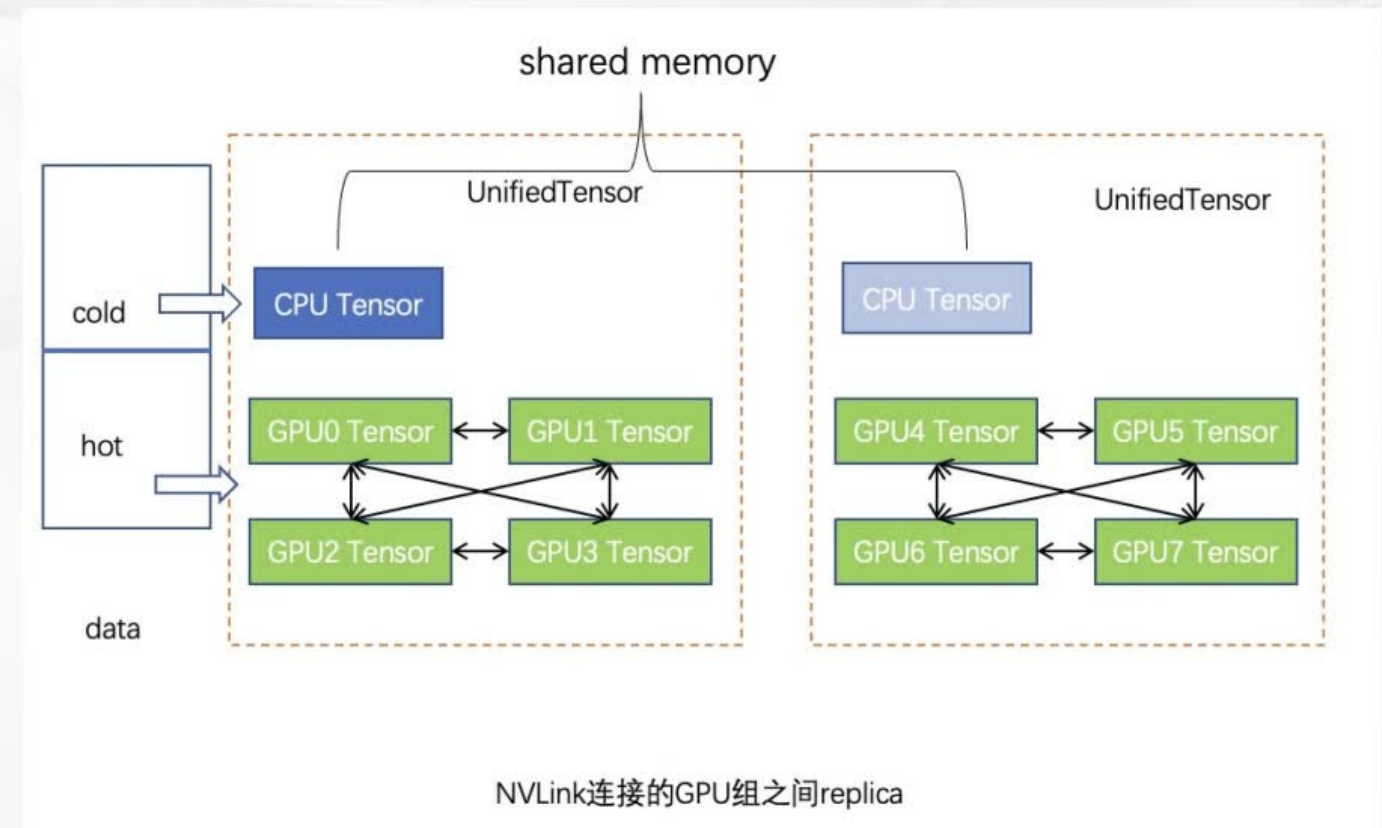 shared memory
UnifiedTensor
UnifiedTensor
cold
CPU Tensor
CPU Tensor
hot
GPU0 Tensor
GPU1 Tensor
GPU4 Tensor
GPU5 Tensor
GPU2 Tensor
GPU3 Tensor
GPU6 Tensor
GPU7 Tensor
data
NVLink连接的GPU组之间replica